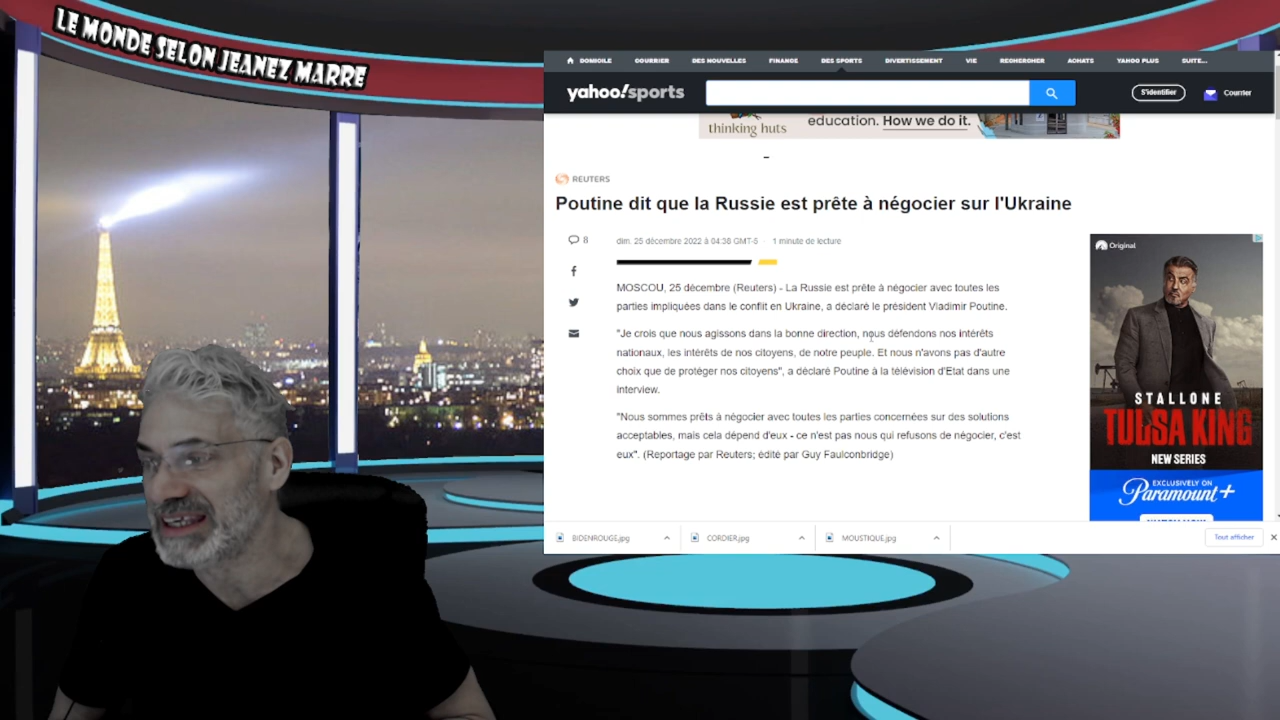 LE MONDE SELON JEANEZ MARRE
DOMICILE COURRIER DES NOUVELLES FINANCE DES SPORTS DIVERTISSEMENT VIE RECHERCHER ACHATS YAHOO PLUS SUITE...
yahoo!sports
S'identifier
Courrier
thinking huts
education. How we do it.
REUTERS
Poutine dit que la Russie est prête à négocier sur l'Ukraine
8
dim. 25 décembre 2022 à 04:38 GMT-5 · 1 minute de lecture
MOSCOU, 25 décembre (Reuters) - La Russie est prête à négocier avec toutes les
parties impliquées dans le conflit en Ukraine, a déclaré le président Vladimir Poutine.
"Je crois que nous agissons dans la bonne direction, nous défendons nos intérêts
nationaux, les intérêts de nos citoyens, de notre peuple. Et nous n'avons pas d'autre
choix que de protéger nos citoyens", a déclaré Poutine à la télévision d'Etat dans une
interview.
"Nous sommes prêts à négocier avec toutes les parties concernées sur des solutions
acceptables, mais cela dépend d'eux - ce n'est pas nous qui refusons de négocier, c'est
eux". (Reportage par Reuters; édité par Guy Faulconbridge)
Original
STALLONE
TULSA KING
NEW SERIES
EXCLUSIVELY ON
Paramount+
BIDENROUGE.jpg
CORDIER.jpg
MOUSTIQUE.jpg
Tout afficher